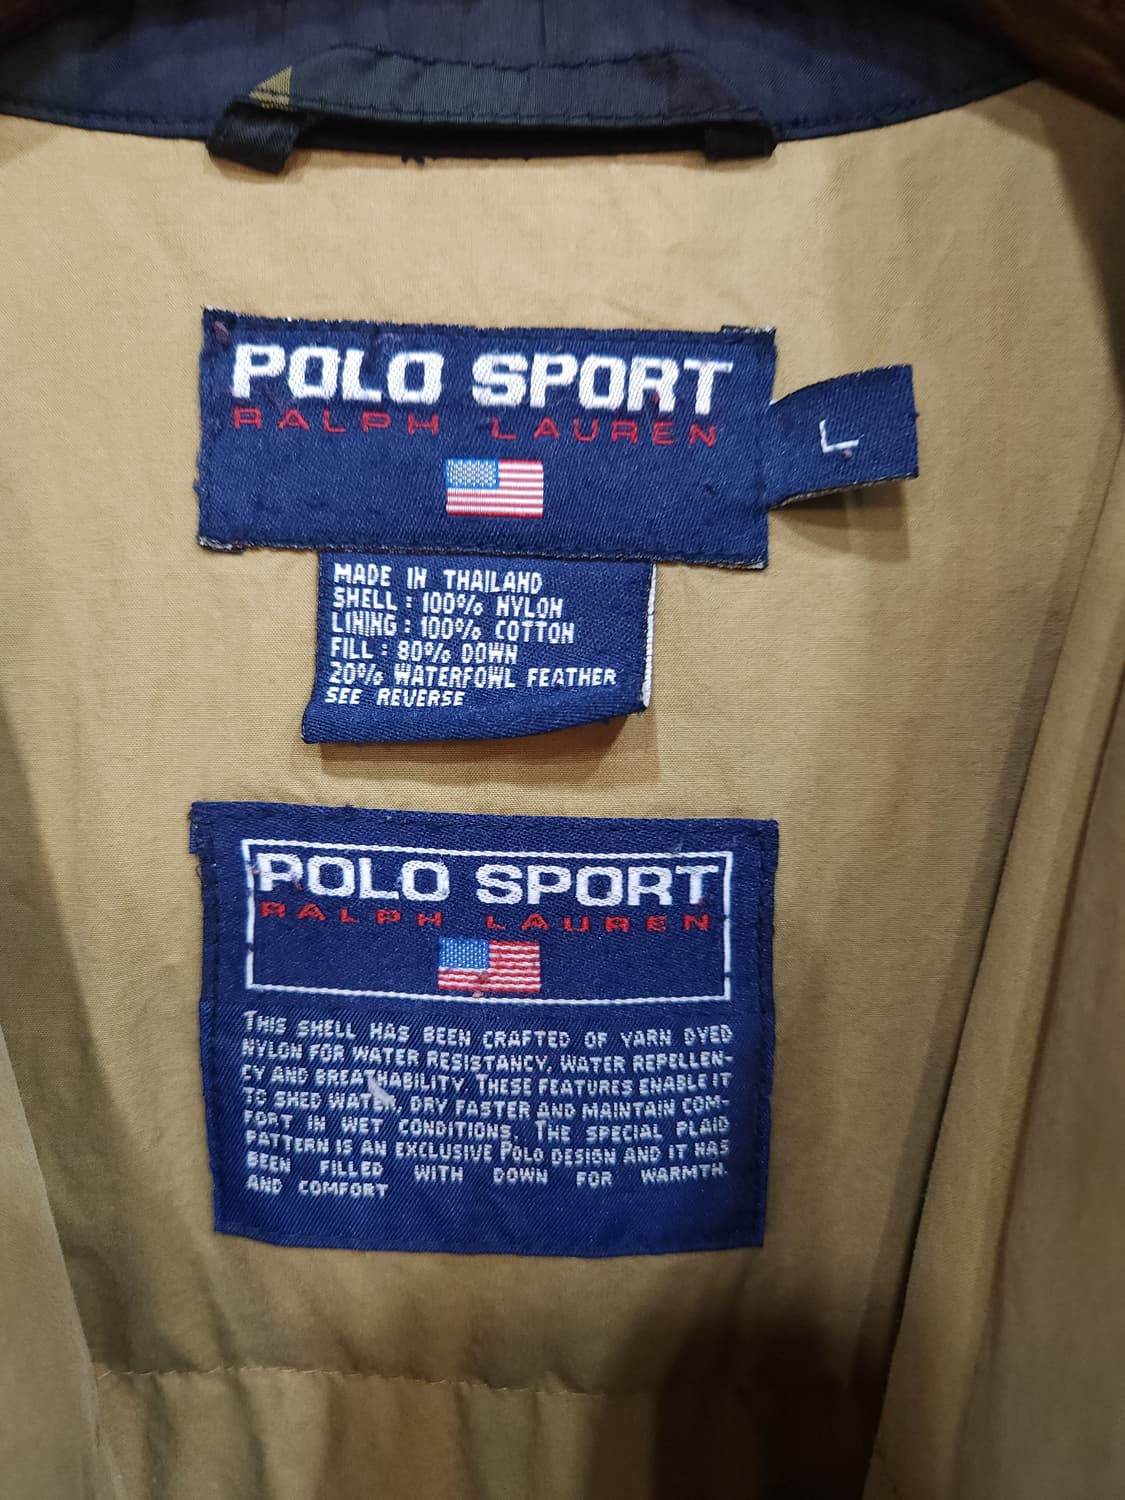 POLO SPORT
RALPH LAUREN
L
MADE IN THAILAND
SHELL : 100% NYLON
LINING : 100% COTTON
FILL : 80% DOWN
20% WATERFOWL FEATHER
SEE REVERSE
POLO SPORT
RALPH LAUREN
THIS SHELL HAS BEEN CRAFTED OF YARN DYED
NYLON FOR WATER RESISTANCY, WATER REPELLEN-
CY AND BREATHABILITY. THESE FEATURES ENABLE IT
TO SHED WATER, DRY FASTER AND MAINTAIN COM-
FORT IN WET CONDITIONS. THE SPECIAL PLAID
PATTERN IS AN EXCLUSIVE POLO DESIGN AND IT HAS
BEEN FILLED WITH DOWN FOR WARMTH
AND COMFORT